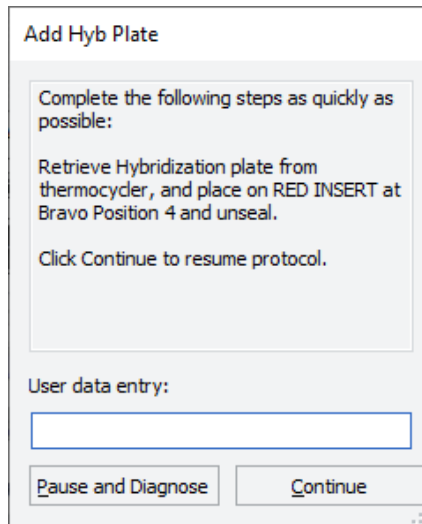 Add Hyb Plate
Complete the following steps as quickly as
possible:
Retrieve Hybridization plate from
thermocycler, and place on RED INSERT at
Bravo Position 4 and unseal.
Click Continue to resume protocol.
User data entry:
Pause and Diagnose
Continue